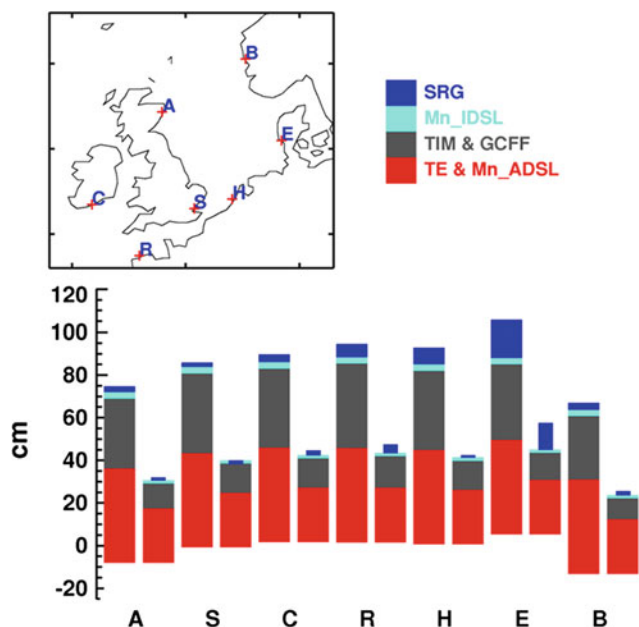 B
A
E
C
S
H
R
SRG
Mn_IDSL
TIM & GCFF
TE & Mn_ADSL
120
100
80
60
40
20
0
-20
cm
A S C R H E B